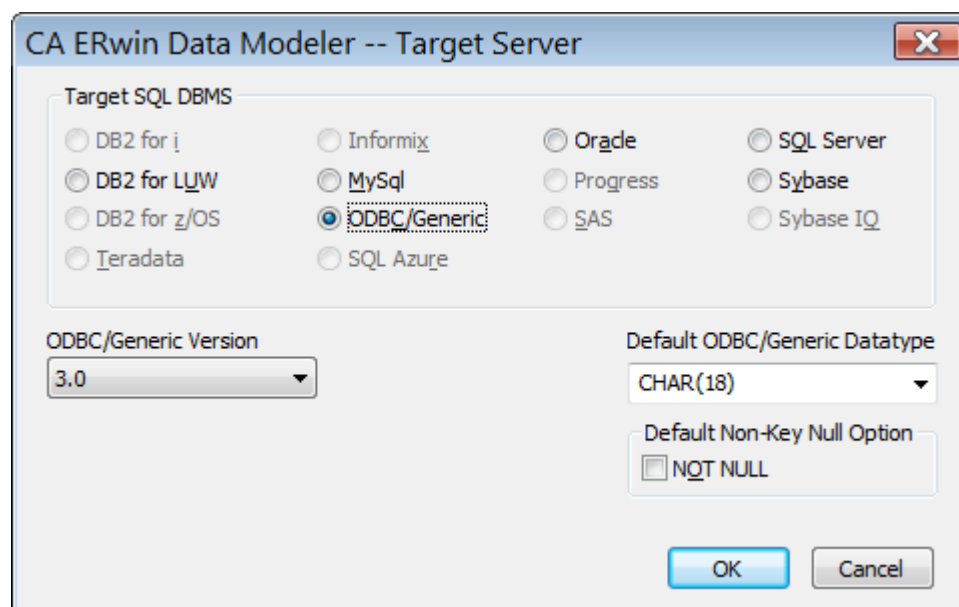 CA ERwin Data Modeler -- Target Server
Target SQL DBMS
DB2 for i Informix Oracle SQL Server
DB2 for LUW MySql Progress Sybase
DB2 for z/OS ODBC/Generic SAS Sybase IQ
Teradata SQL Azure
ODBC/Generic Version
3.0
Default ODBC/Generic Datatype
CHAR(18)
Default Non-Key Null Option
NOT NULL
OK Cancel